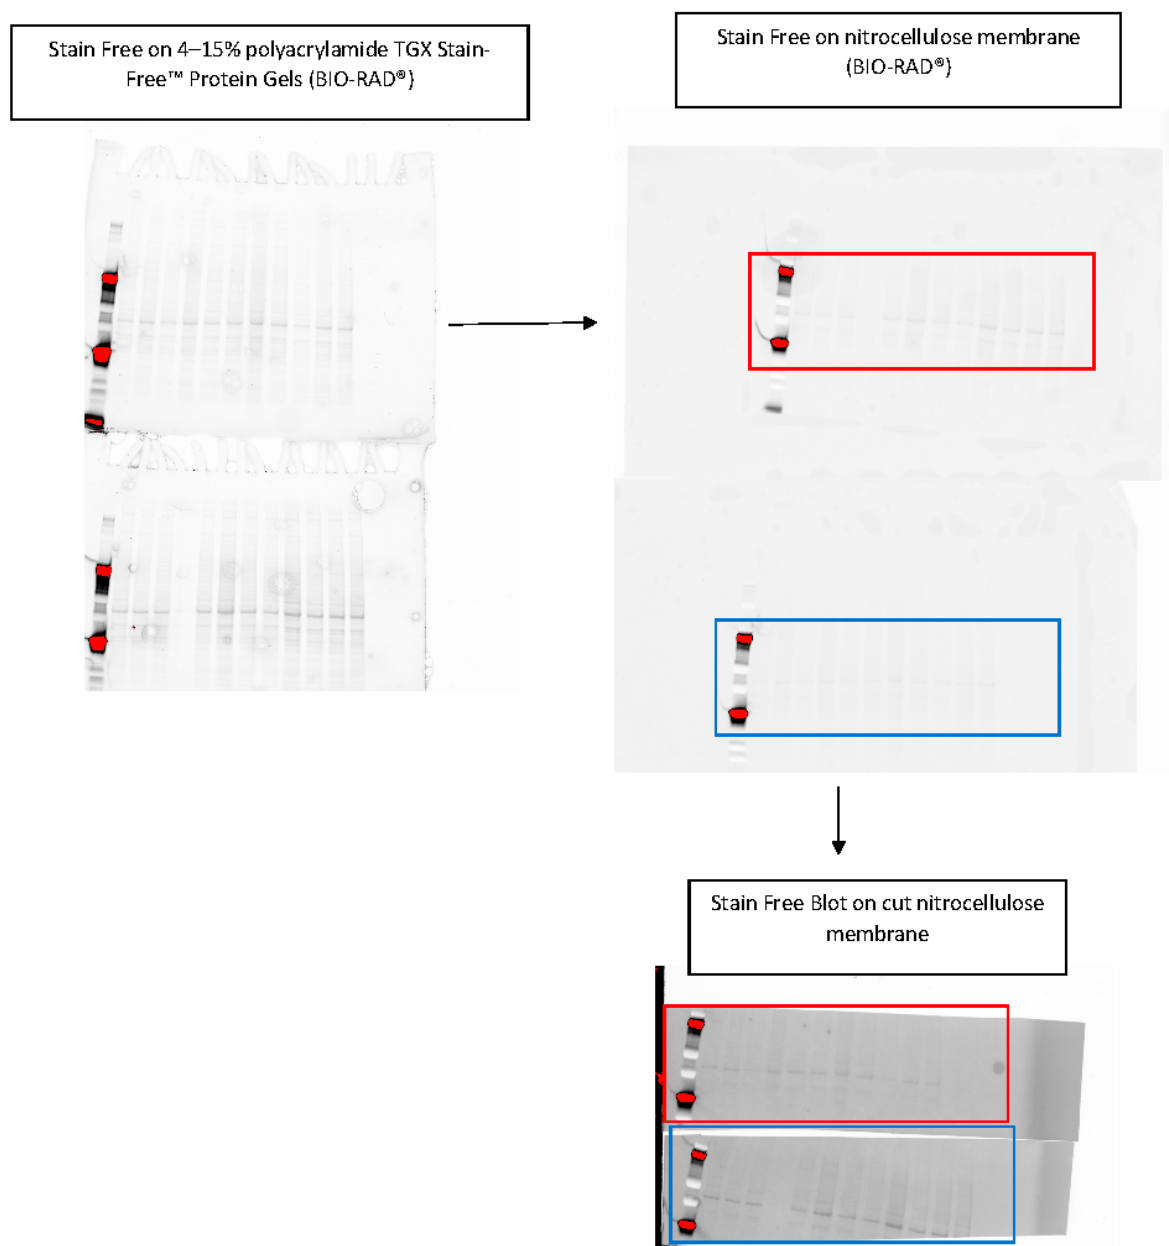 Stain Free on 4–15% polyacrylamide TGX Stain-
Free™ Protein Gels (BIO-RAD®)
Stain Free on nitrocellulose membrane
(BIO-RAD®)
Stain Free Blot on cut nitrocellulose
membrane